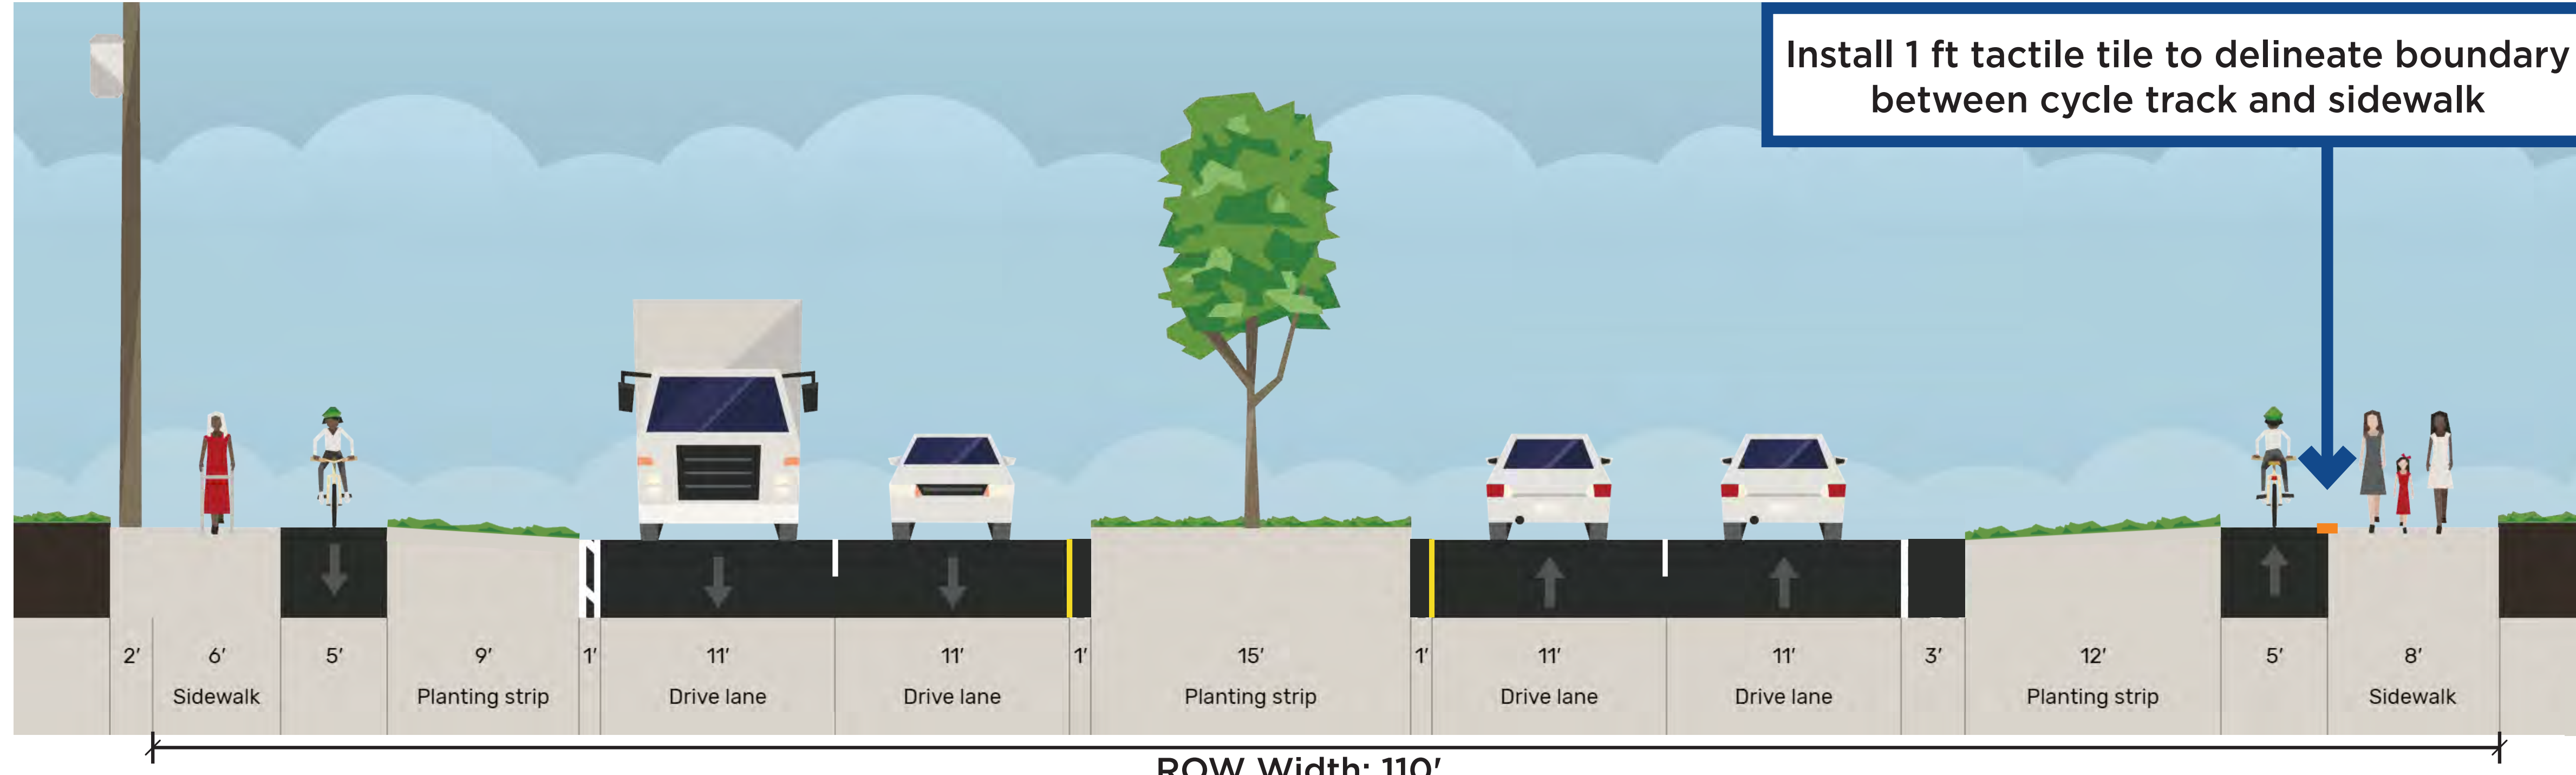 Install 1 ft tactile tile to delineate boundary
between cycle track and sidewalk
2' 6' 5' 9' 1' 11' 11' 1' 15' 1' 11' 11' 3' 12' 5' 8'
Sidewalk Planting strip Drive lane Drive lane Planting strip Drive lane Drive lane Planting strip Sidewalk
ROW Width: 110'